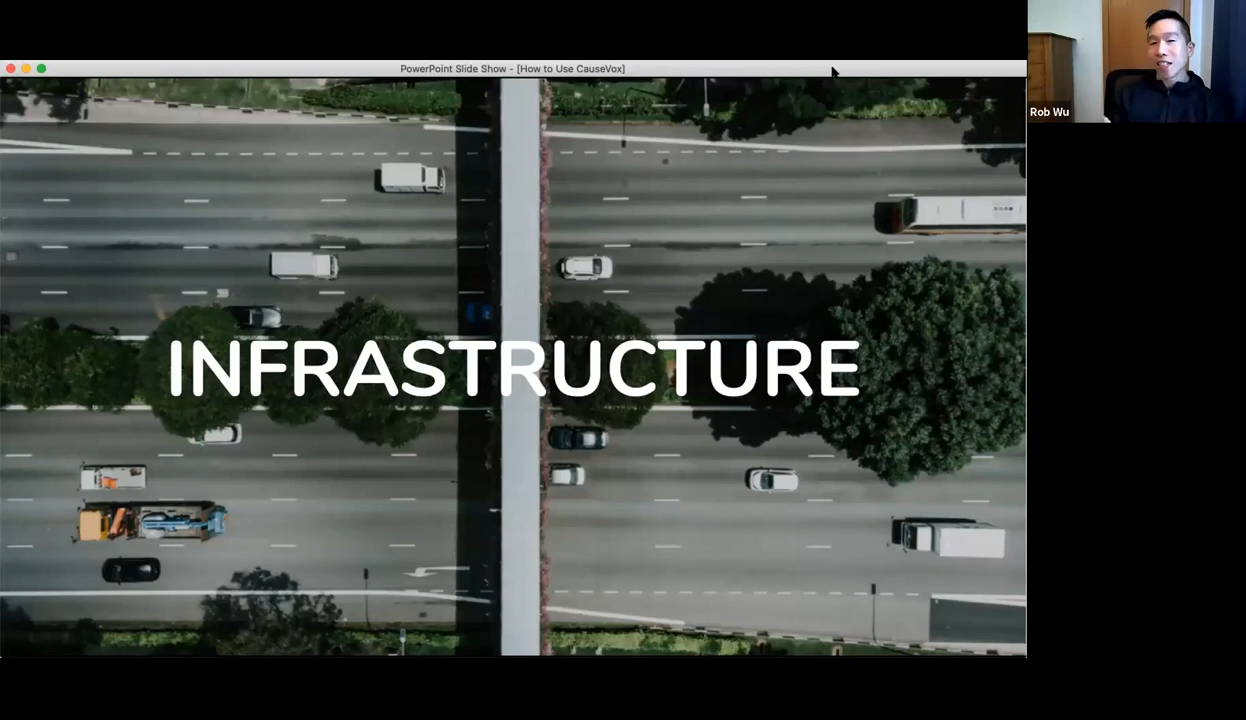 PowerPoint Slide Show - [How to Use CauseVox]
Rob Wu
INFRASTRUCTURE